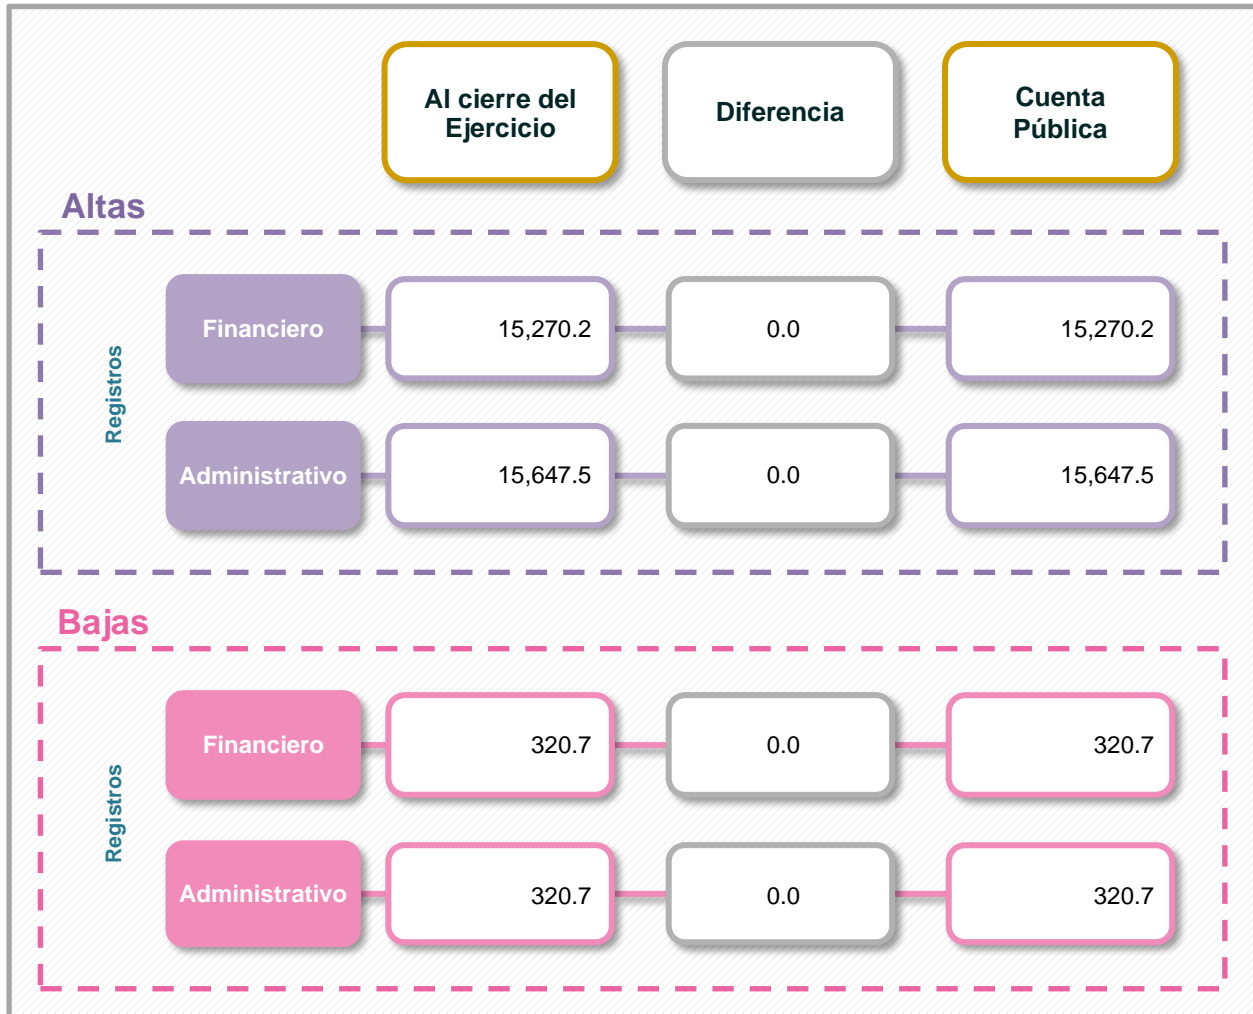 Al cierre del
Ejercicio
Diferencia
Cuenta
Pública
Altas
Registros
Financiero
15,270.2
0.0
15,270.2
Administrativo
15,647.5
0.0
15,647.5
Bajas
Registros
Financiero
320.7
0.0
320.7
Administrativo
320.7
0.0
320.7